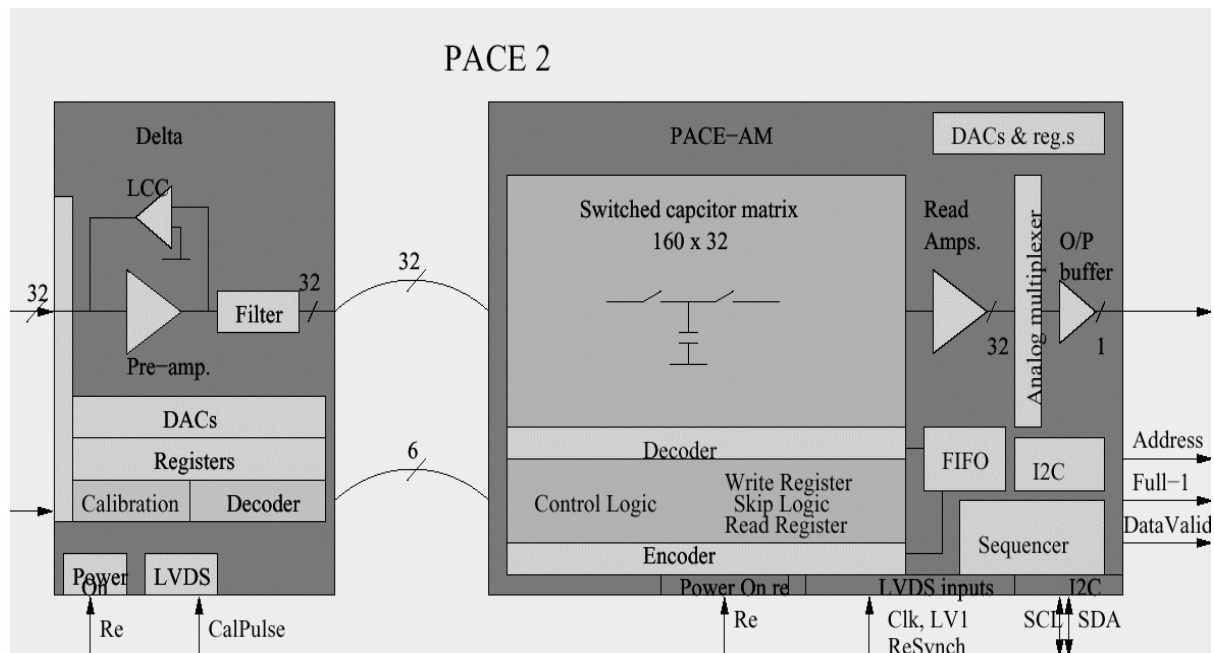 PACE 2
Delta
LCC
32
32
Filter
Pre-amp.
DACs
Registers
Calibration
Decoder
Power
On
LVDS
Re
CalPulse
32
6
PACE-AM
DACs & reg.s
Switched capcitor matrix
160 x 32
Read
Amps.
32
Analog multiplexer
O/P
buffer
1
Decoder
Control Logic
Write Register
Skip Logic
Read Register
Encoder
FIFO
I2C
Sequencer
Address
Full-1
DataValid
Power On re
LVDS inputs
I2C
Re
Clk, LV1
ReSynch
SCL
SDA